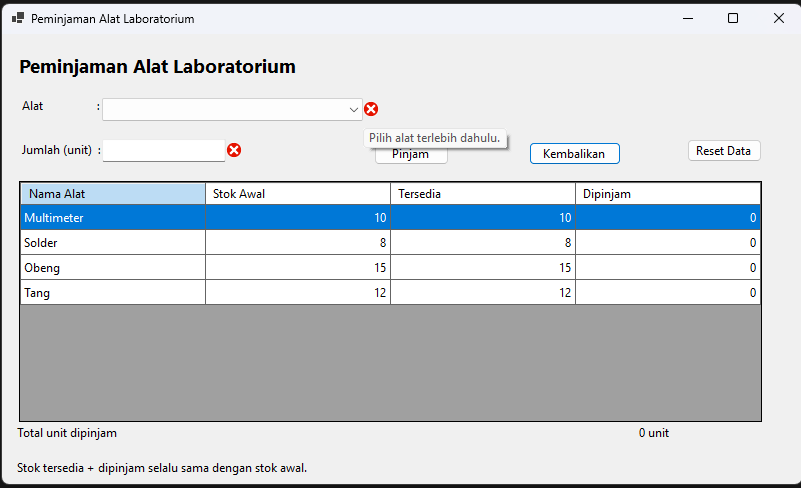 Peminjaman Alat Laboratorium
Peminjaman Alat Laboratorium
Alat :
Pilih alat terlebih dahulu.
Jumlah (unit) :
Pinjam Kembalikan Reset Data
Nama Alat Stok Awal Tersedia Dipinjam
Multimeter 10 10 0
Solder 8 8 0
Obeng 15 15 0
Tang 12 12 0
Total unit dipinjam 0 unit
Stok tersedia + dipinjam selalu sama dengan stok awal.